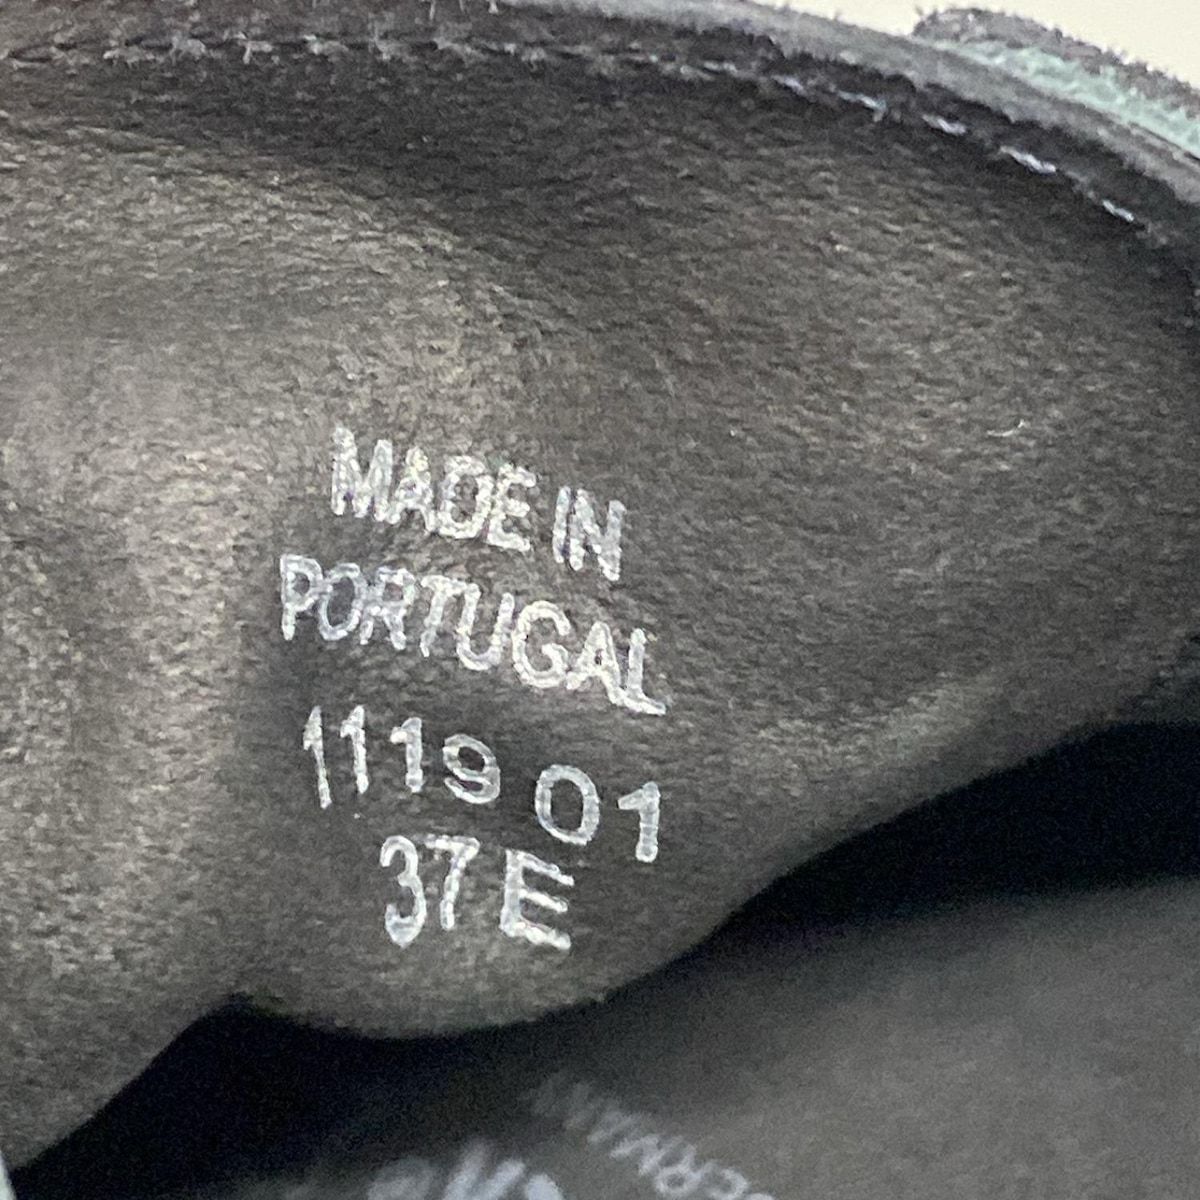 MADE IN
PORTUGAL
1119 01
37 E